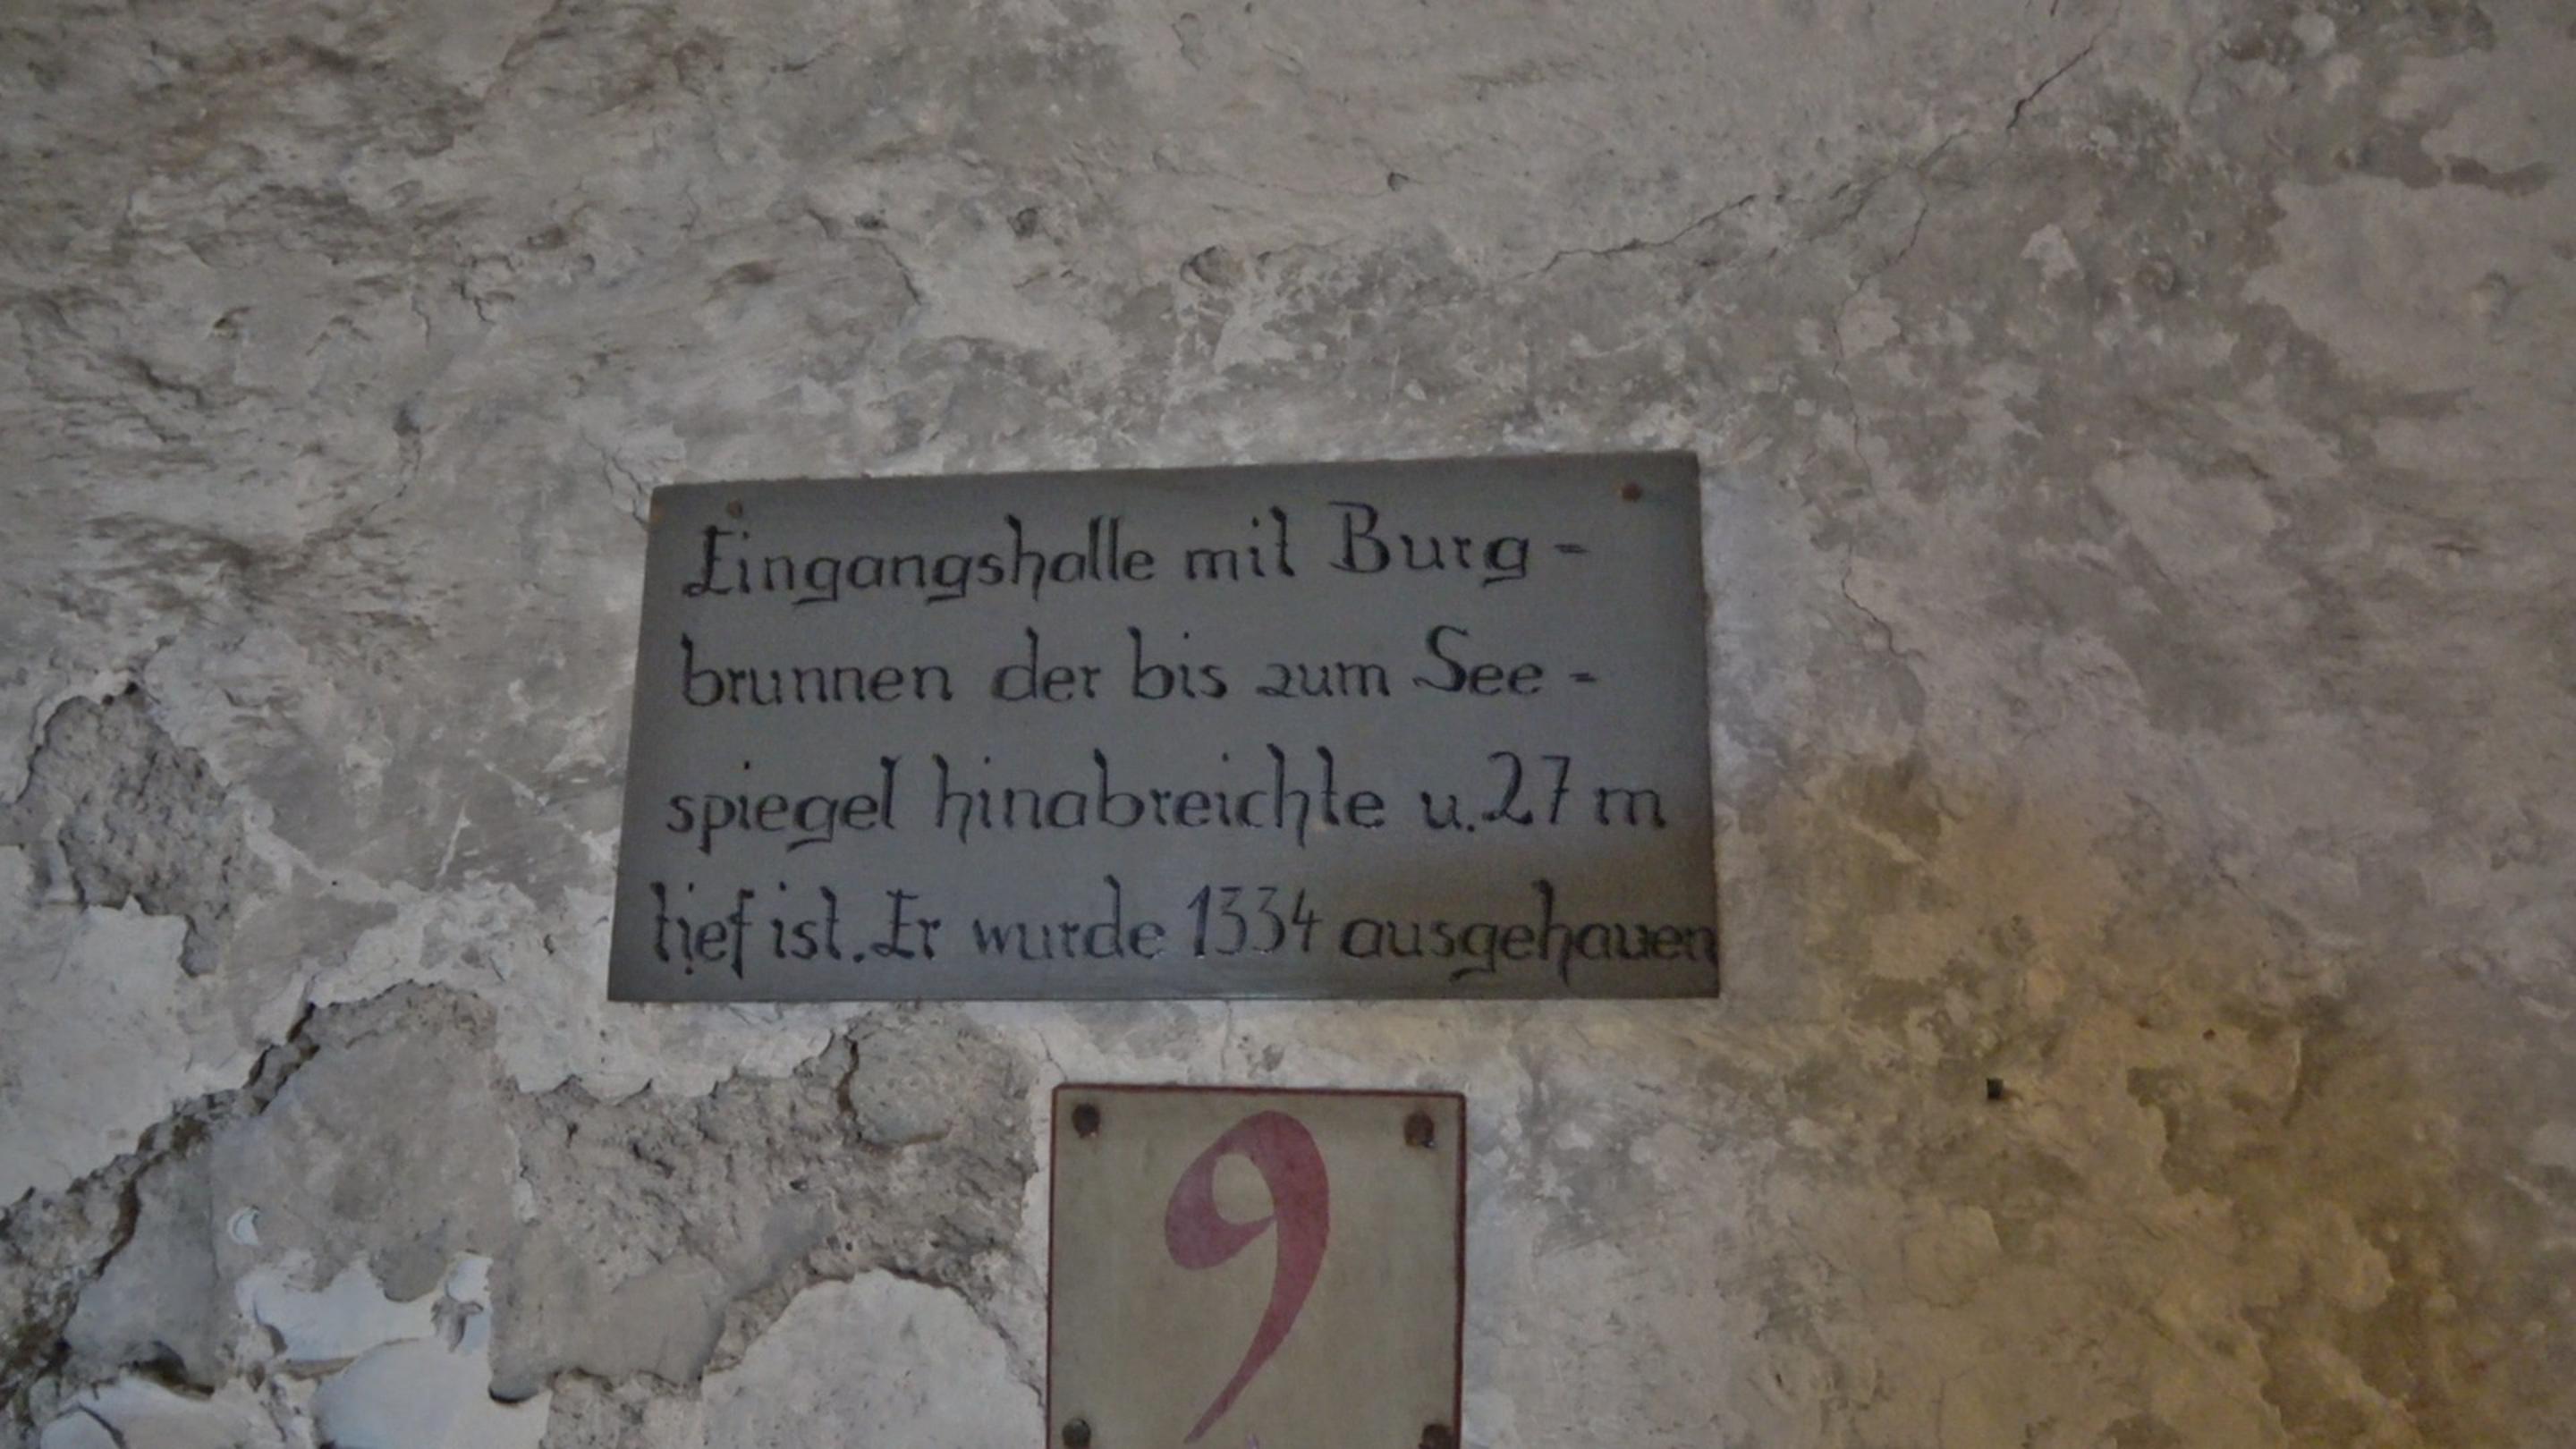 Eingangshalle mit Burg-
brunnen der bis zum See-
spiegel hinabreichte u. 27 m
tief ist. Er wurde 1334 ausgehauen
9